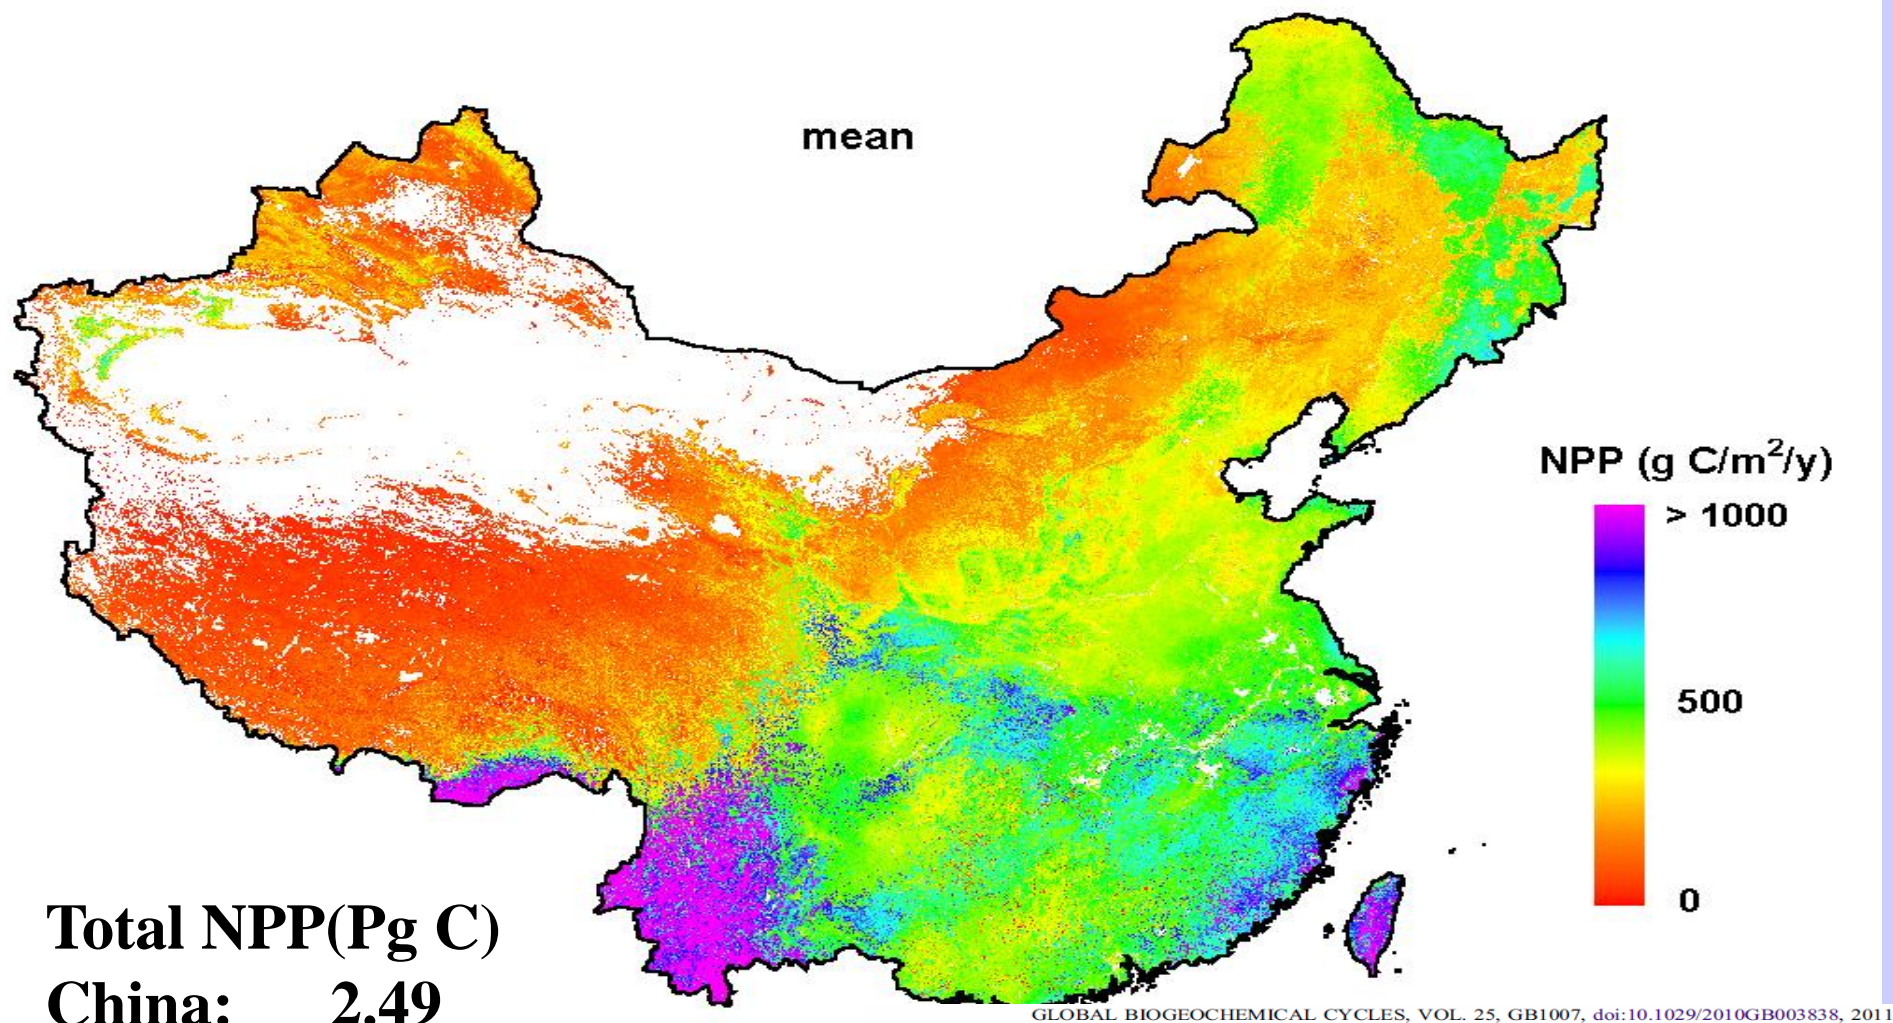 mean
NPP (g C/m²/y)
> 1000
500
0
Total NPP(Pg C)
China: 2.49
GLOBAL BIOGEOCHEMICAL CYCLES, VOL. 25, GB1007, doi:10.1029/2010GB003838, 2011